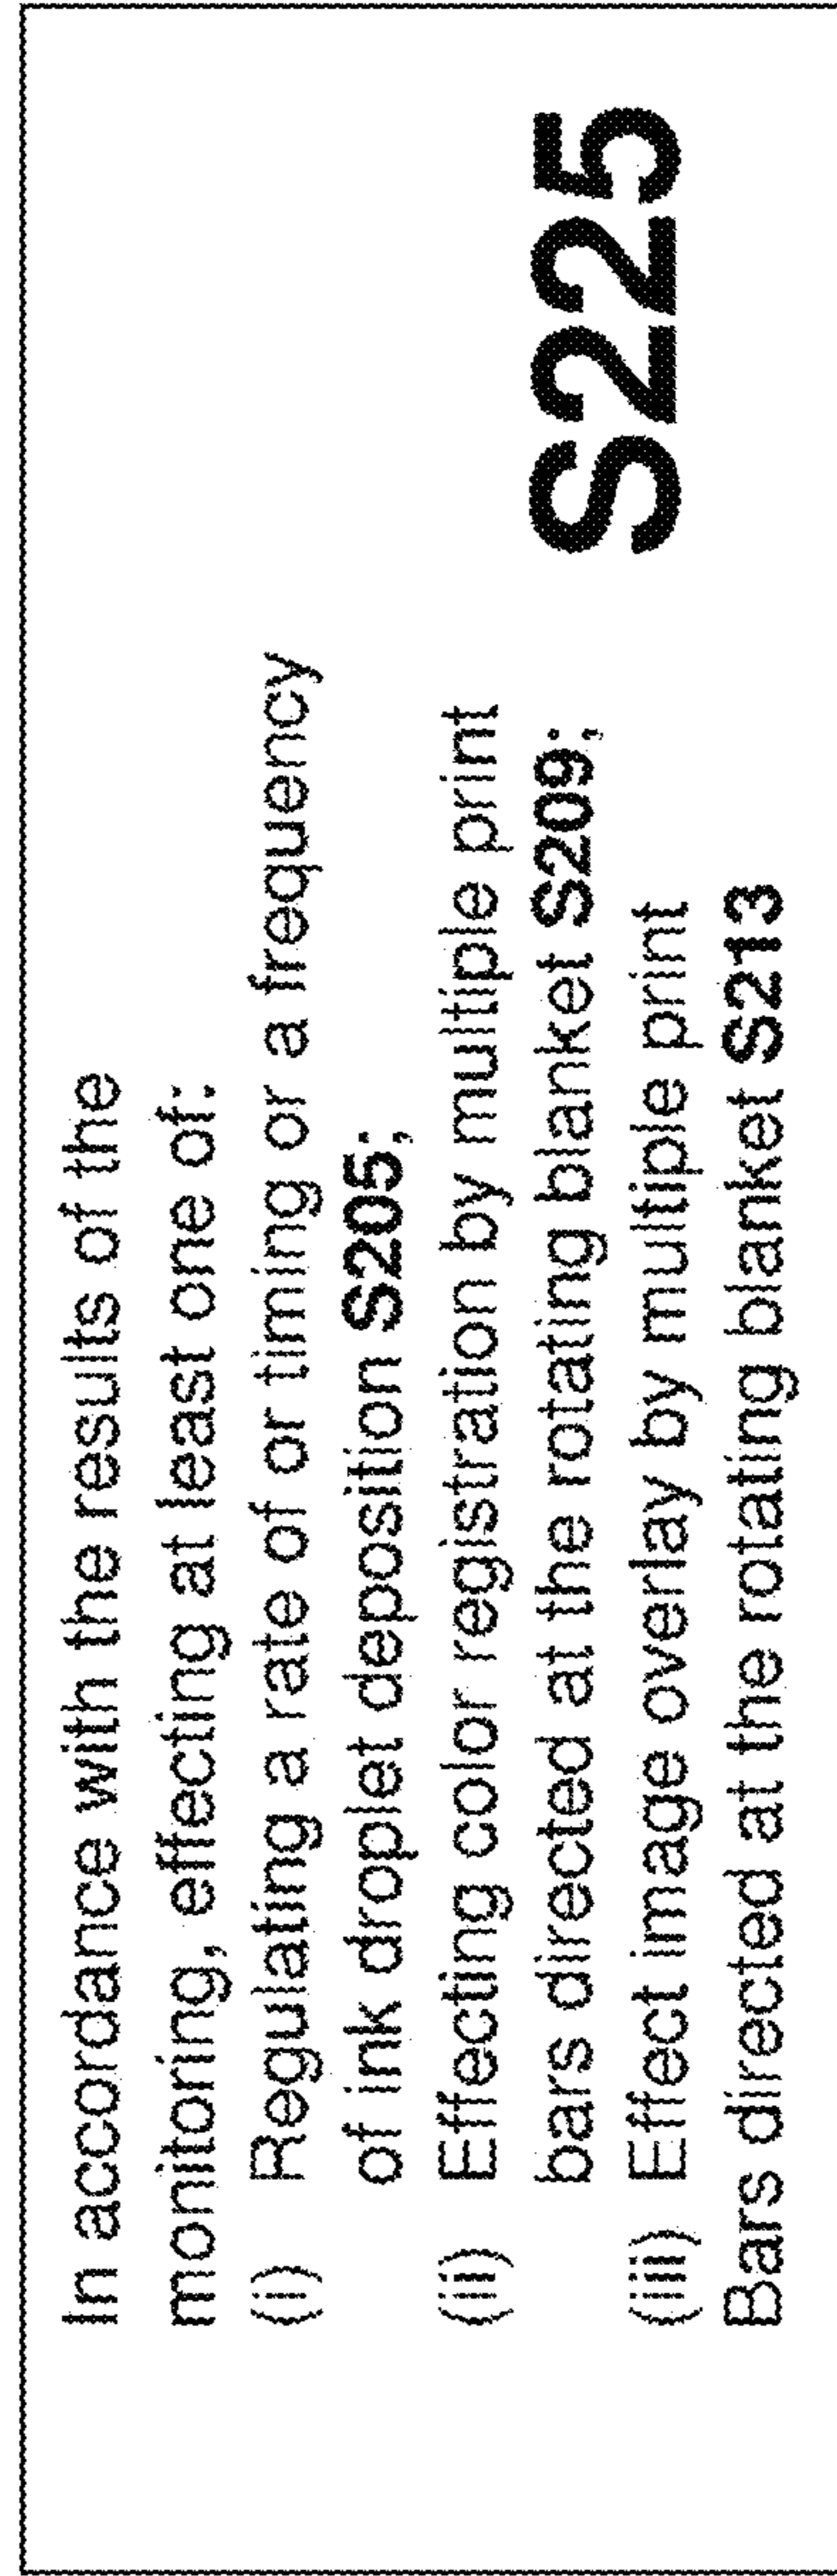 In accordance with the results of the
monitoring, effecting at least one of:
(i) Regulating a rate of or timing or a frequency
of ink droplet deposition S205;
(ii) Effecting color registration by multiple print
bars directed at the rotating blanket S209;
(iii) Effect image overlay by multiple print
Bars directed at the rotating blanket S213
S225